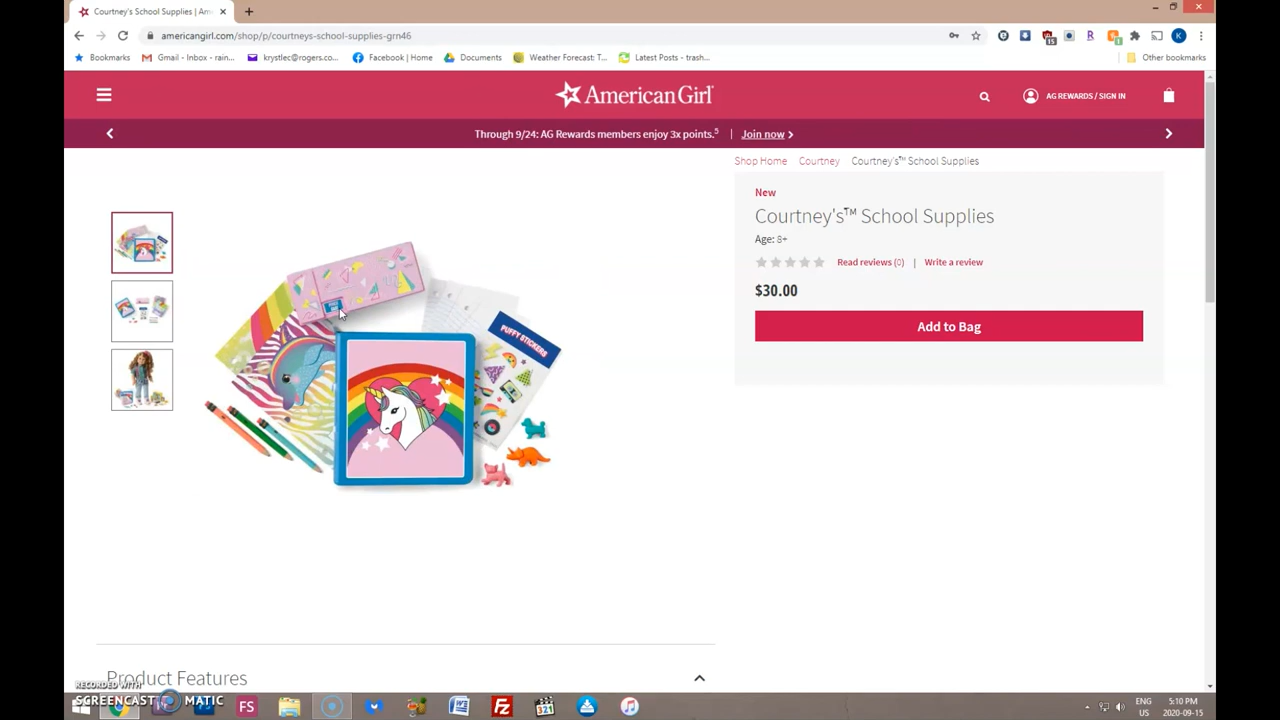 Courtney's School Supplies | Am
americangirl.com/shop/p/courtneys-school-supplies-grn46
Bookmarks
Gmail - Inbox - rain...
krystlec@rogers.co...
Facebook | Home
Documents
Weather Forecast: T...
Latest Posts - trash...
Other bookmarks
American Girl
AG REWARDS / SIGN IN
Through 9/24: AG Rewards members enjoy 3x points.⁵ | Join now >
Shop Home Courtney Courtney's™ School Supplies
New
Courtney's™ School Supplies
Age: 8+
Read reviews (0) | Write a review
$30.00
Add to Bag
PUFFY STICKERS
Product Features
RECORDED WITH
SCREENCAST MATIC
FS
321
ENG
US
5:10 PM
2020-09-15